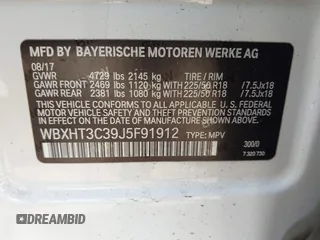 MFD BY BAYERISCHE MOTOREN WERKE AG
08/17
GVWR 4729 lbs 2145 kg TIRE / RIM
GAWR FRONT 2469 lbs 1120 kg WITH 225/50 R18 /7.5Jx18
GAWR REAR 2381 lbs 1080 kg WITH 225/50 R18 /7.5Jx18
THIS VEHICLE CONFORMS TO ALL APPLICABLE
U.S. FEDERAL MOTOR VEHICLE SAFETY, BUMPER,
AND THEFT PREVENTION STANDARDS IN EFFECT
ON THE DATE OF MANUFACTURE SHOWN ABOVE.
WBXHT3C39J5F91912 TYPE: MPV
300/0
7 320 730
DREAMBID